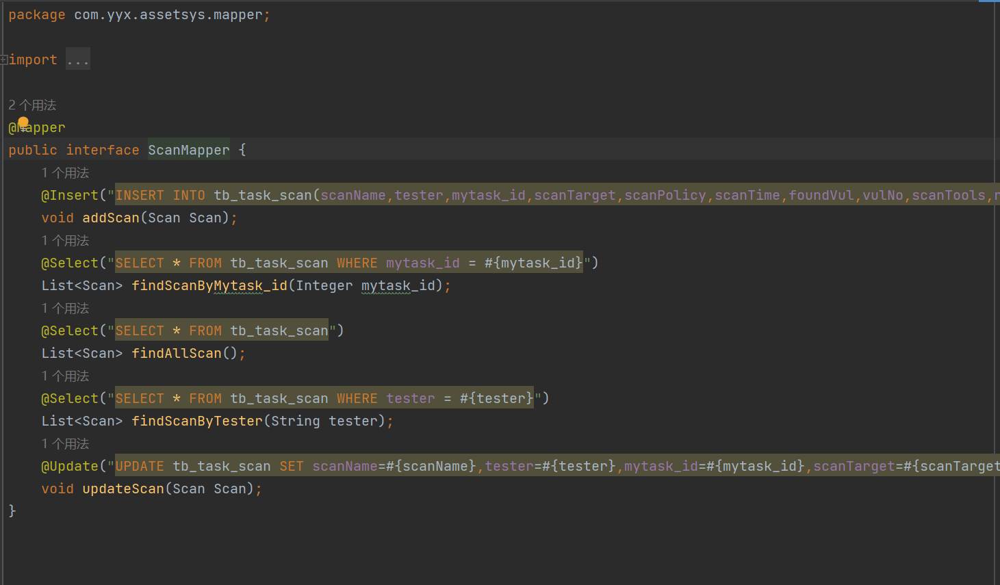 package com.yyx.assetsys.mapper;
import ...
2 个用法
@Mapper
public interface ScanMapper {
1 个用法
@Insert("INSERT INTO tb_task_scan(scanName,tester,mytask_id,scanTarget,scanPolicy,scanTime,foundVul,vulNo,scanTools,
void addScan(Scan Scan);
1 个用法
@Select("SELECT * FROM tb_task_scan WHERE mytask_id = #{mytask_id}")
List<Scan> findScanByMytask_id(Integer mytask_id);
1 个用法
@Select("SELECT * FROM tb_task_scan")
List<Scan> findAllScan();
1 个用法
@Select("SELECT * FROM tb_task_scan WHERE tester = #{tester}")
List<Scan> findScanByTester(String tester);
1 个用法
@Update("UPDATE tb_task_scan SET scanName=#{scanName},tester=#{tester},mytask_id=#{mytask_id},scanTarget=#{scanTarget
void updateScan(Scan Scan);
}